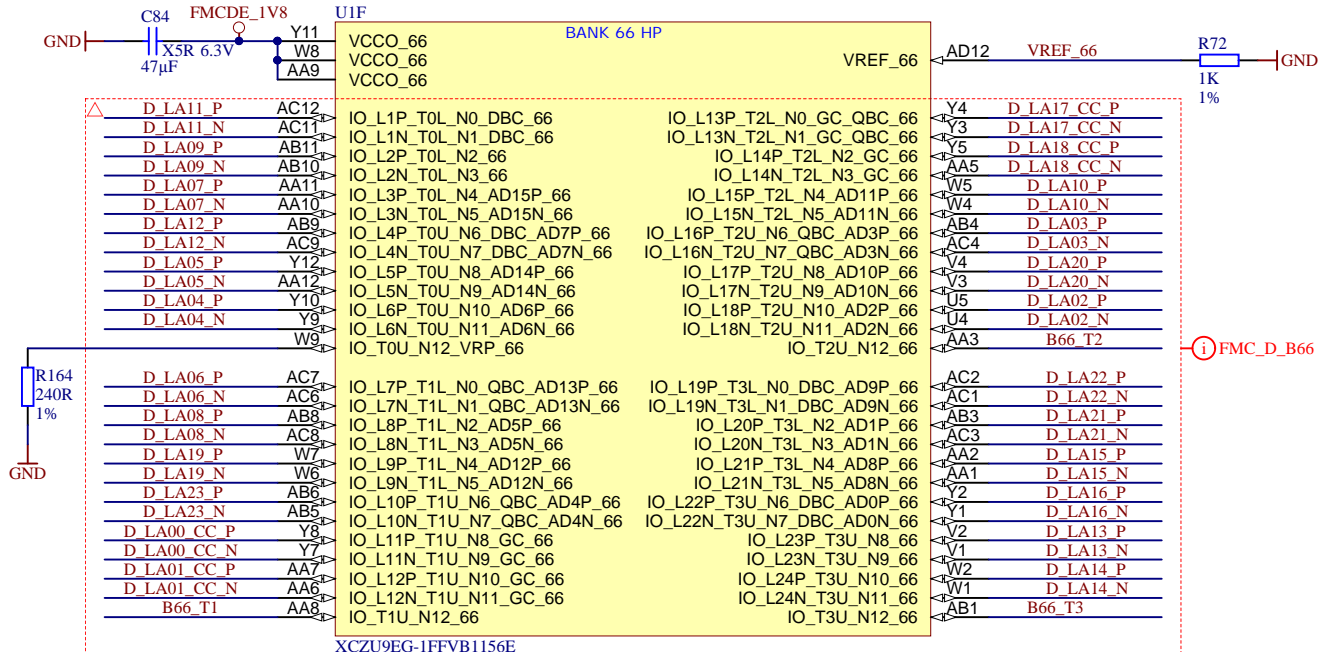 C84 FMCDE_1V8 U1F
GND X5R 6.3V 47µF
Y11 VCCO_66 BANK 66 HP
W8 VCCO_66 VREF_66 AD12 VREF_66 R72 1K 1% GND
AA9 VCCO_66
D_LA11_P AC12 IO_L1P_T0L_N0_DBC_66 IO_L13P_T2L_N0_GC_QBC_66 Y4 D_LA17_CC_P
D_LA11_N AC11 IO_L1N_T0L_N1_DBC_66 IO_L13N_T2L_N1_GC_QBC_66 Y3 D_LA17_CC_N
D_LA09_P AB11 IO_L2P_T0L_N2_66 IO_L14P_T2L_N2_GC_66 Y5 D_LA18_CC_P
D_LA09_N AB10 IO_L2N_T0L_N3_66 IO_L14N_T2L_N3_GC_66 AA5 D_LA18_CC_N
D_LA07_P AA11 IO_L3P_T0L_N4_AD15P_66 IO_L15P_T2L_N4_AD11P_66 W5 D_LA10_P
D_LA07_N AA10 IO_L3N_T0L_N5_AD15N_66 IO_L15N_T2L_N5_AD11N_66 W4 D_LA10_N
D_LA12_P AB9 IO_L4P_T0U_N6_DBC_AD7P_66 IO_L16P_T2U_N6_QBC_AD3P_66 AB4 D_LA03_P
D_LA12_N AC9 IO_L4N_T0U_N7_DBC_AD7N_66 IO_L16N_T2U_N7_QBC_AD3N_66 AC4 D_LA03_N
D_LA05_P Y12 IO_L5P_T0U_N8_AD14P_66 IO_L17P_T2U_N8_AD10P_66 V4 D_LA20_P
D_LA05_N AA12 IO_L5N_T0U_N9_AD14N_66 IO_L17N_T2U_N9_AD10N_66 V3 D_LA20_N
D_LA04_P Y10 IO_L6P_T0U_N10_AD6P_66 IO_L18P_T2U_N10_AD2P_66 U5 D_LA02_P
D_LA04_N Y9 IO_L6N_T0U_N11_AD6N_66 IO_L18N_T2U_N11_AD2N_66 U4 D_LA02_N
W9 IO_T0U_N12_VRP_66 IO_T2U_N12_66 AA3 B66_T2 i FMC_D_B66
R164 240R 1% GND
D_LA06_P AC7 IO_L7P_T1L_N0_QBC_AD13P_66 IO_L19P_T3L_N0_DBC_AD9P_66 AC2 D_LA22_P
D_LA06_N AC6 IO_L7N_T1L_N1_QBC_AD13N_66 IO_L19N_T3L_N1_DBC_AD9N_66 AC1 D_LA22_N
D_LA08_P AB8 IO_L8P_T1L_N2_AD5P_66 IO_L20P_T3L_N2_AD1P_66 AB3 D_LA21_P
D_LA08_N AC8 IO_L8N_T1L_N3_AD5N_66 IO_L20N_T3L_N3_AD1N_66 AC3 D_LA21_N
D_LA19_P W7 IO_L9P_T1L_N4_AD12P_66 IO_L21P_T3L_N4_AD8P_66 AA2 D_LA15_P
D_LA19_N W6 IO_L9N_T1L_N5_AD12N_66 IO_L21N_T3L_N5_AD8N_66 AA1 D_LA15_N
D_LA23_P AB6 IO_L10P_T1U_N6_QBC_AD4P_66 IO_L22P_T3U_N6_DBC_AD0P_66 Y2 D_LA16_P
D_LA23_N AB5 IO_L10N_T1U_N7_QBC_AD4N_66 IO_L22N_T3U_N7_DBC_AD0N_66 Y1 D_LA16_N
D_LA00_CC_P Y8 IO_L11P_T1U_N8_GC_66 IO_L23P_T3U_N8_66 V2 D_LA13_P
D_LA00_CC_N Y7 IO_L11N_T1U_N9_GC_66 IO_L23N_T3U_N9_66 V1 D_LA13_N
D_LA01_CC_P AA7 IO_L12P_T1U_N10_GC_66 IO_L24P_T3U_N10_66 W2 D_LA14_P
D_LA01_CC_N AA6 IO_L12N_T1U_N11_GC_66 IO_L24N_T3U_N11_66 W1 D_LA14_N
B66_T1 AA8 IO_T1U_N12_66 IO_T3U_N12_66 AB1 B66_T3
XCZU9EG-1FFVB1156E